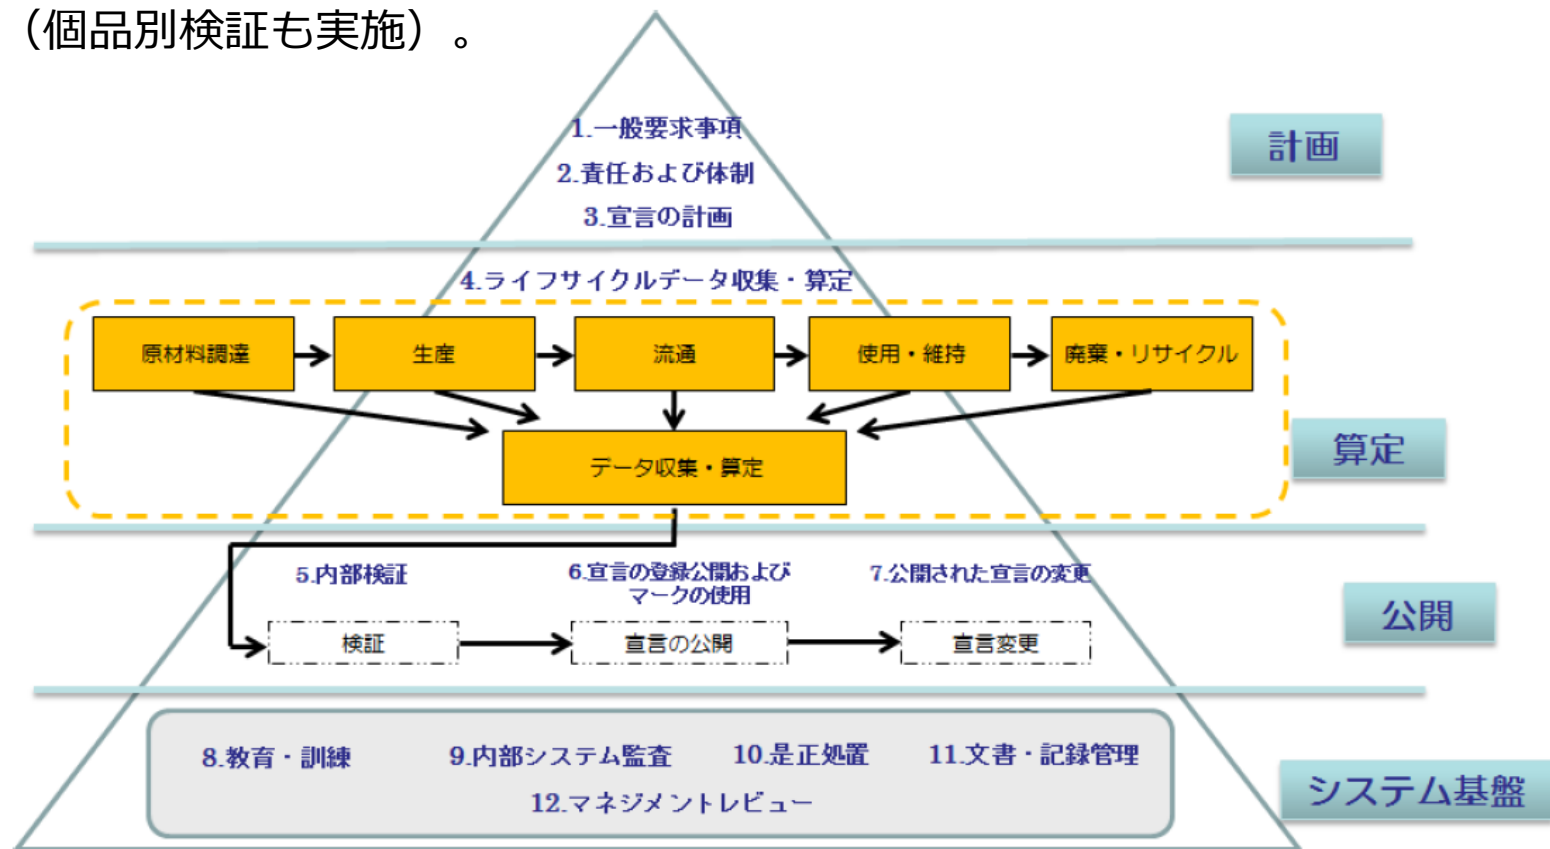 （個品別検証も実施）。
1.一般要求事項
2.責任および体制
3.宣言の計画
計画
4.ライフサイクルデータ収集・算定
原材料調達
生産
流通
使用・維持
廃棄・リサイクル
データ収集・算定
算定
5.内部検証
6.宣言の登録公開および
マークの使用
7.公開された宣言の変更
検証
宣言の公開
宣言変更
公開
8.教育・訓練
9.内部システム監査
10.是正処置
11.文書・記録管理
12.マネジメントレビュー
システム基盤